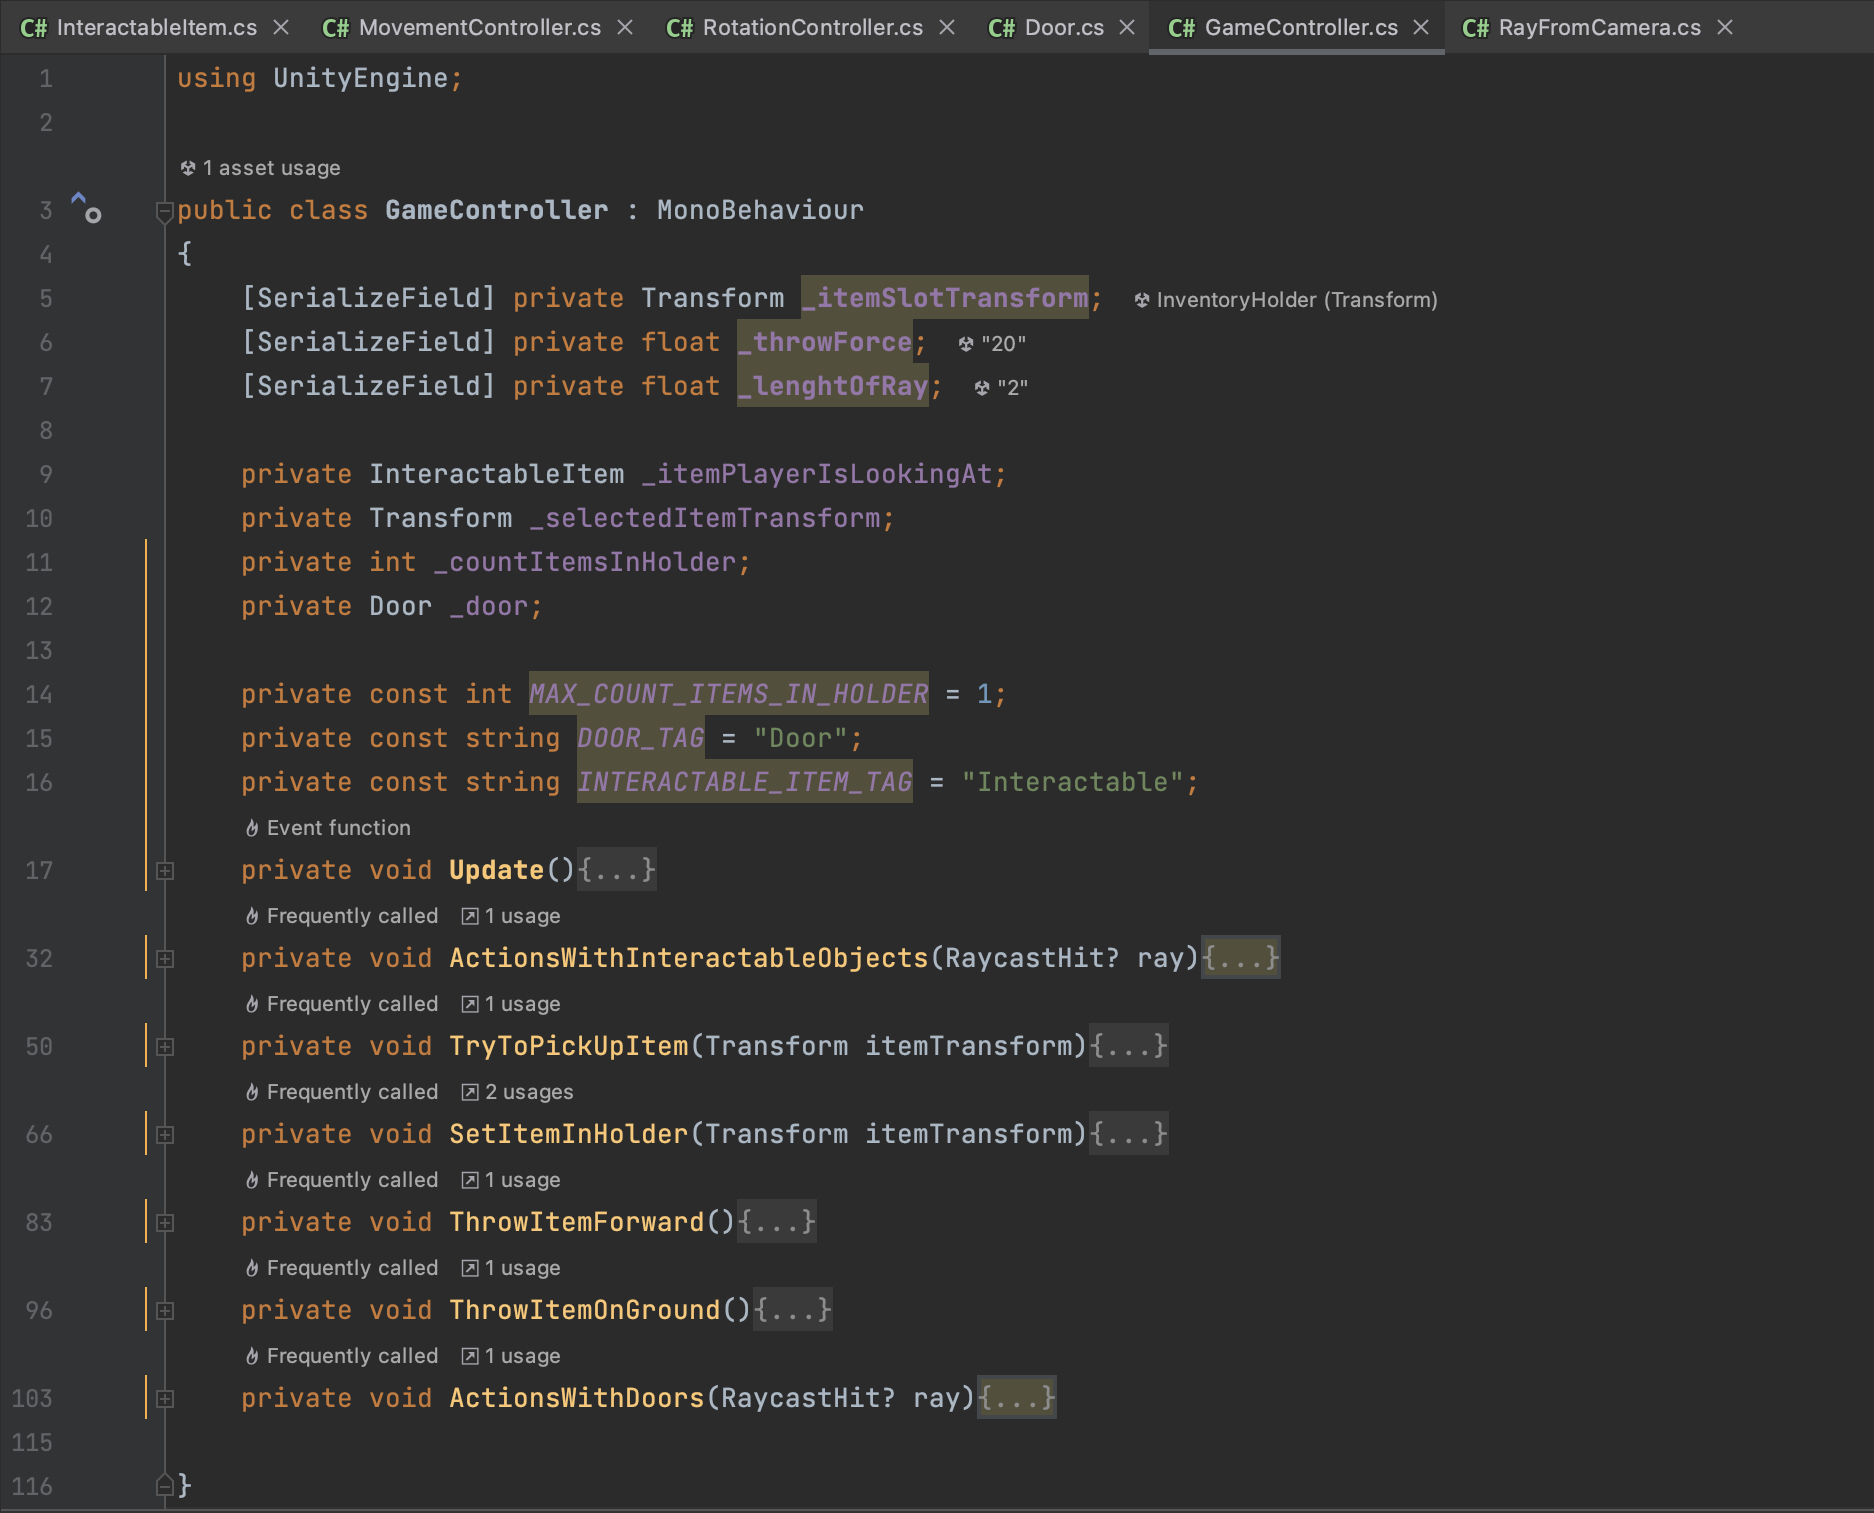 C# InteractableItem.cs × C# MovementController.cs × C# RotationController.cs × C# Door.cs × C# GameController.cs × C# RayFromCamera.cs ×
1 using UnityEngine;
2
1 asset usage
3 public class GameController : MonoBehaviour
4 {
5 [SerializeField] private Transform _itemSlotTransform; InventoryHolder (Transform)
6 [SerializeField] private float _throwForce; "20"
7 [SerializeField] private float _lenghtOfRay; "2"
8
9 private InteractableItem _itemPlayerIsLookingAt;
10 private Transform _selectedItemTransform;
11 private int _countItemsInHolder;
12 private Door _door;
13
14 private const int MAX_COUNT_ITEMS_IN_HOLDER = 1;
15 private const string DOOR_TAG = "Door";
16 private const string INTERACTABLE_ITEM_TAG = "Interactable";
Event function
17 private void Update(){...}
Frequently called 1 usage
32 private void ActionsWithInteractableObjects(RaycastHit? ray){...}
Frequently called 1 usage
50 private void TryToPickUpItem(Transform itemTransform){...}
Frequently called 2 usages
66 private void SetItemInHolder(Transform itemTransform){...}
Frequently called 1 usage
83 private void ThrowItemForward(){...}
Frequently called 1 usage
96 private void ThrowItemOnGround(){...}
Frequently called 1 usage
103 private void ActionsWithDoors(RaycastHit? ray){...}
115
116 }